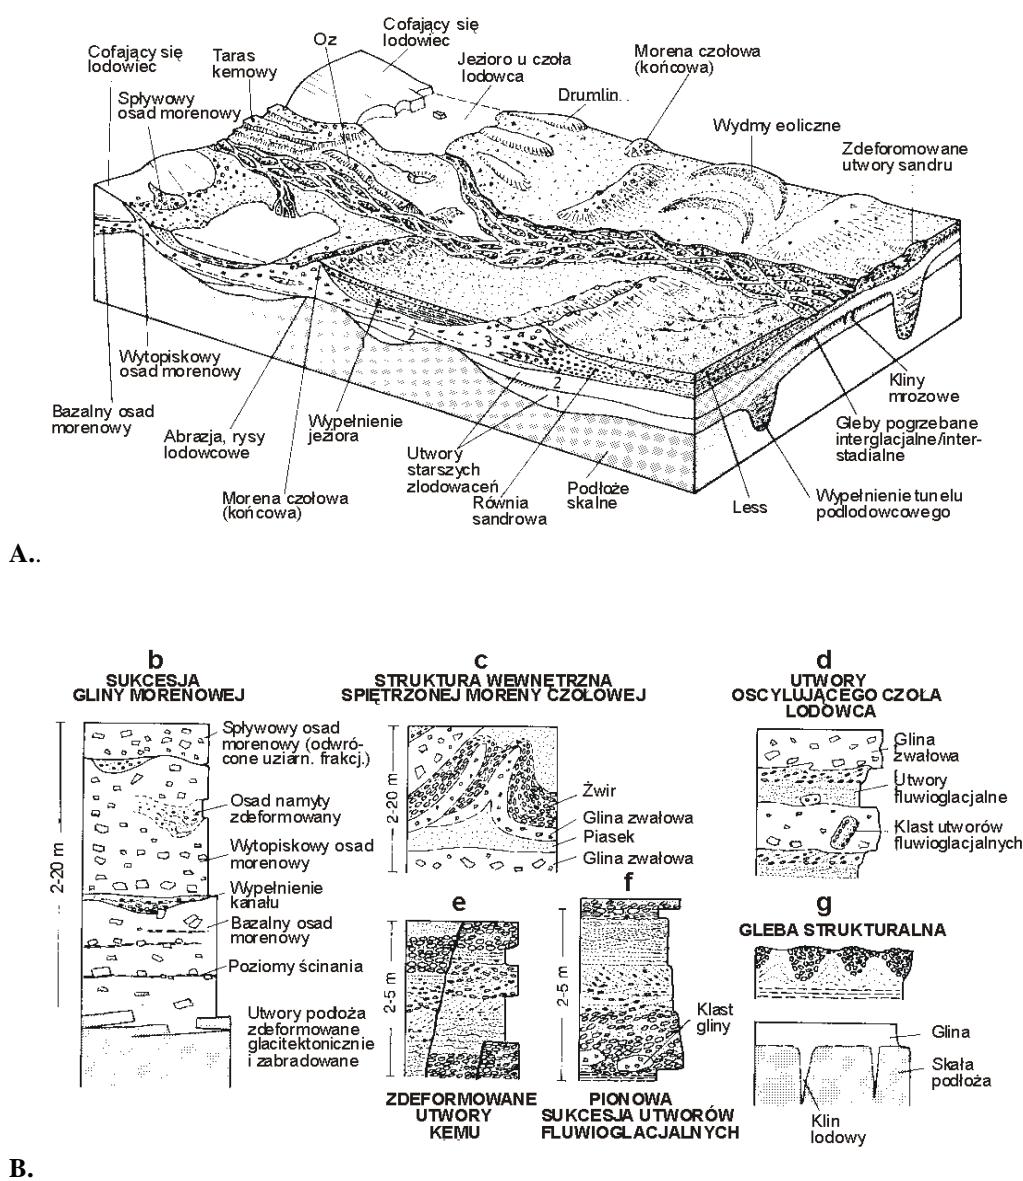 Cofający się
lodowiec
Oz
Cofający się
lodowiec
Taras
kemowy
Jezioro u czoła
lodowca
Morena czołowa
(końcowa)
Spływowy
osad morenowy
Drumlin..
Wydmy eoliczne
Zdeforomowane
utwory sandru
3
2
2
1
Wytopiskowy
osad morenowy
Bazalny osad
morenowy
Abrazja, rysy
lodowcowe
Wypełnienie
jeziora
Morena czołowa
(końcowa)
Utwory
starszych
zlodowaceń
Równia
sandrowa
Podłoże
skalne
Less
Kliny
mrozowe
Gleby pogrzebane
interglacjalne/inter-
stadialne
Wypełnienie tunelu
podlodowcowego
A..
b
SUKCESJA
GLINY MORENOWEJ
2-20 m
Spływowy osad
morenowy (odwró-
cone uziarn. frakcj.)
Osad namyty
zdeformowany
Wytopiskowy osad
morenowy
Wypełnienie
kanału
Bazalny osad
morenowy
Poziomy ścinania
Utwory podłoża
zdeformowane
glacitektonicznie
i zabradowane
c
STRUKTURA WEWNĘTRZNA
SPIĘTRZONEJ MORENY CZOŁOWEJ
2-20 m
Żwir
Glina zwałowa
Piasek
Glina zwałowa
d
UTWORY
OSCYLUJĄCEGO CZOŁA
LODOWCA
Glina
zwałowa
Utwory
fluwioglacjalne
Klast utworów
fluwioglacjalnych
e
2-5 m
ZDEFORMOWANE
UTWORY
KEMU
f
2-5 m
Klast
gliny
PIONOWA
SUKCESJA UTWORÓW
FLUWIOGLACJALNYCH
g
GLEBA STRUKTURALNA
Glina
Skała
podłoża
Klin
lodowy
B.